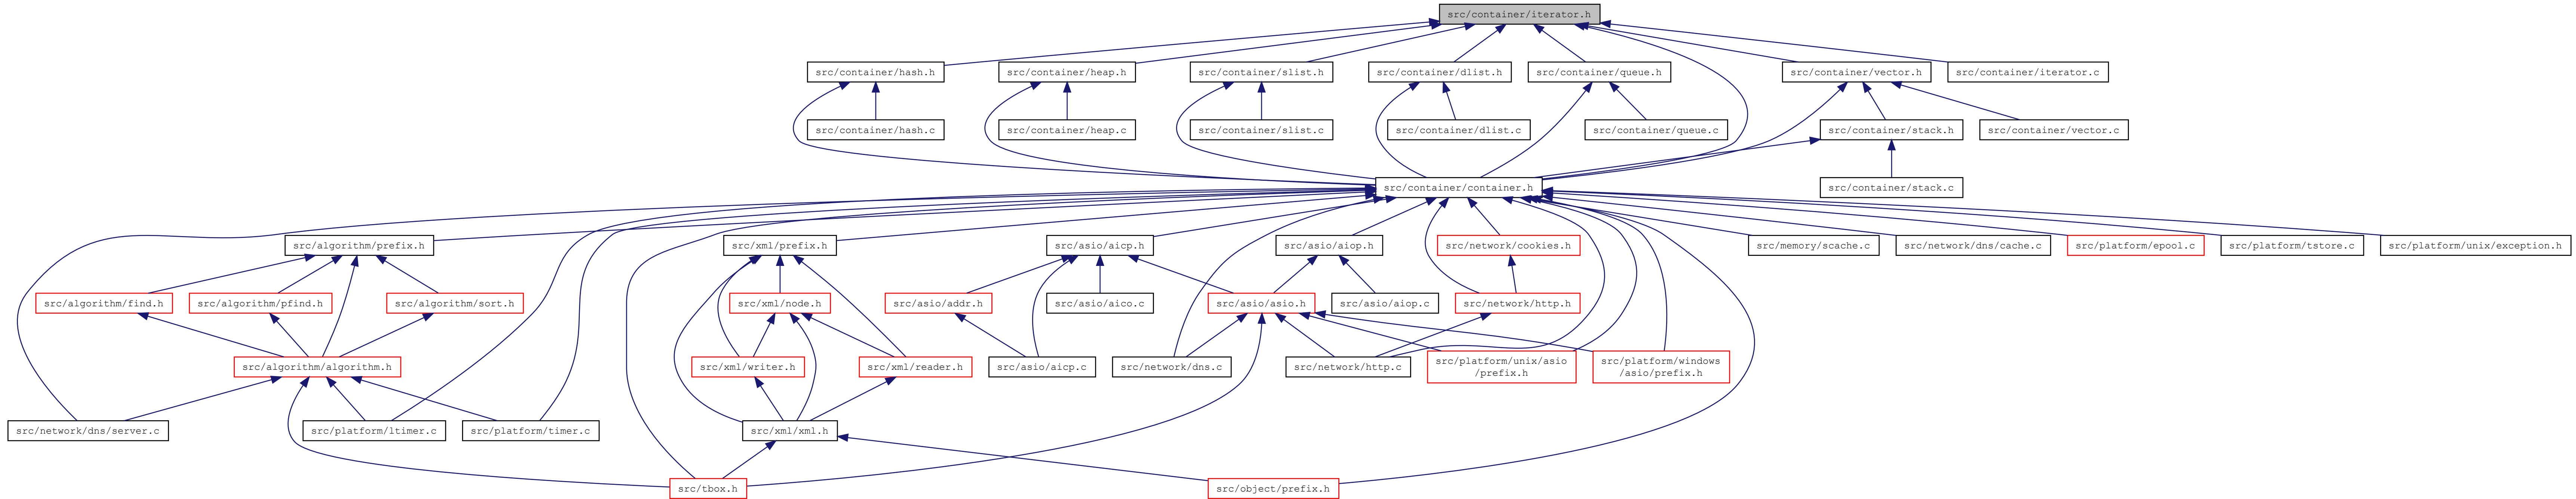 src/container/iterator.h
src/container/hash.h
src/container/heap.h
src/container/slist.h
src/container/dlist.h
src/container/queue.h
src/container/vector.h
src/container/iterator.c
src/container/hash.c
src/container/heap.c
src/container/slist.c
src/container/dlist.c
src/container/queue.c
src/container/stack.h
src/container/vector.c
src/container/container.h
src/container/stack.c
src/algorithm/prefix.h
src/xml/prefix.h
src/asio/aicp.h
src/asio/aiop.h
src/network/cookies.h
src/memory/scache.c
src/network/dns/cache.c
src/platform/epool.c
src/platform/tstore.c
src/platform/unix/exception.h
src/algorithm/find.h
src/algorithm/pfind.h
src/algorithm/sort.h
src/xml/node.h
src/asio/addr.h
src/asio/aico.c
src/asio/asio.h
src/asio/aiop.c
src/network/http.h
src/algorithm/algorithm.h
src/xml/writer.h
src/xml/reader.h
src/asio/aicp.c
src/network/dns.c
src/network/http.c
src/platform/unix/asio
/prefix.h
src/platform/windows
/asio/prefix.h
src/network/dns/server.c
src/platform/ltimer.c
src/platform/timer.c
src/xml/xml.h
src/tbox.h
src/object/prefix.h